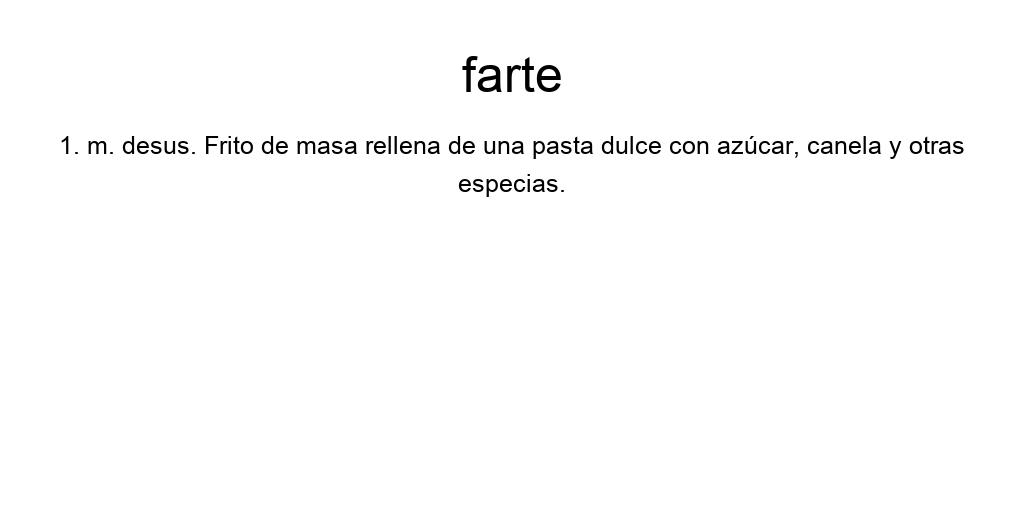 farte
1. m. desus. Frito de masa rellena de una pasta dulce con azúcar, canela y otras
especias.